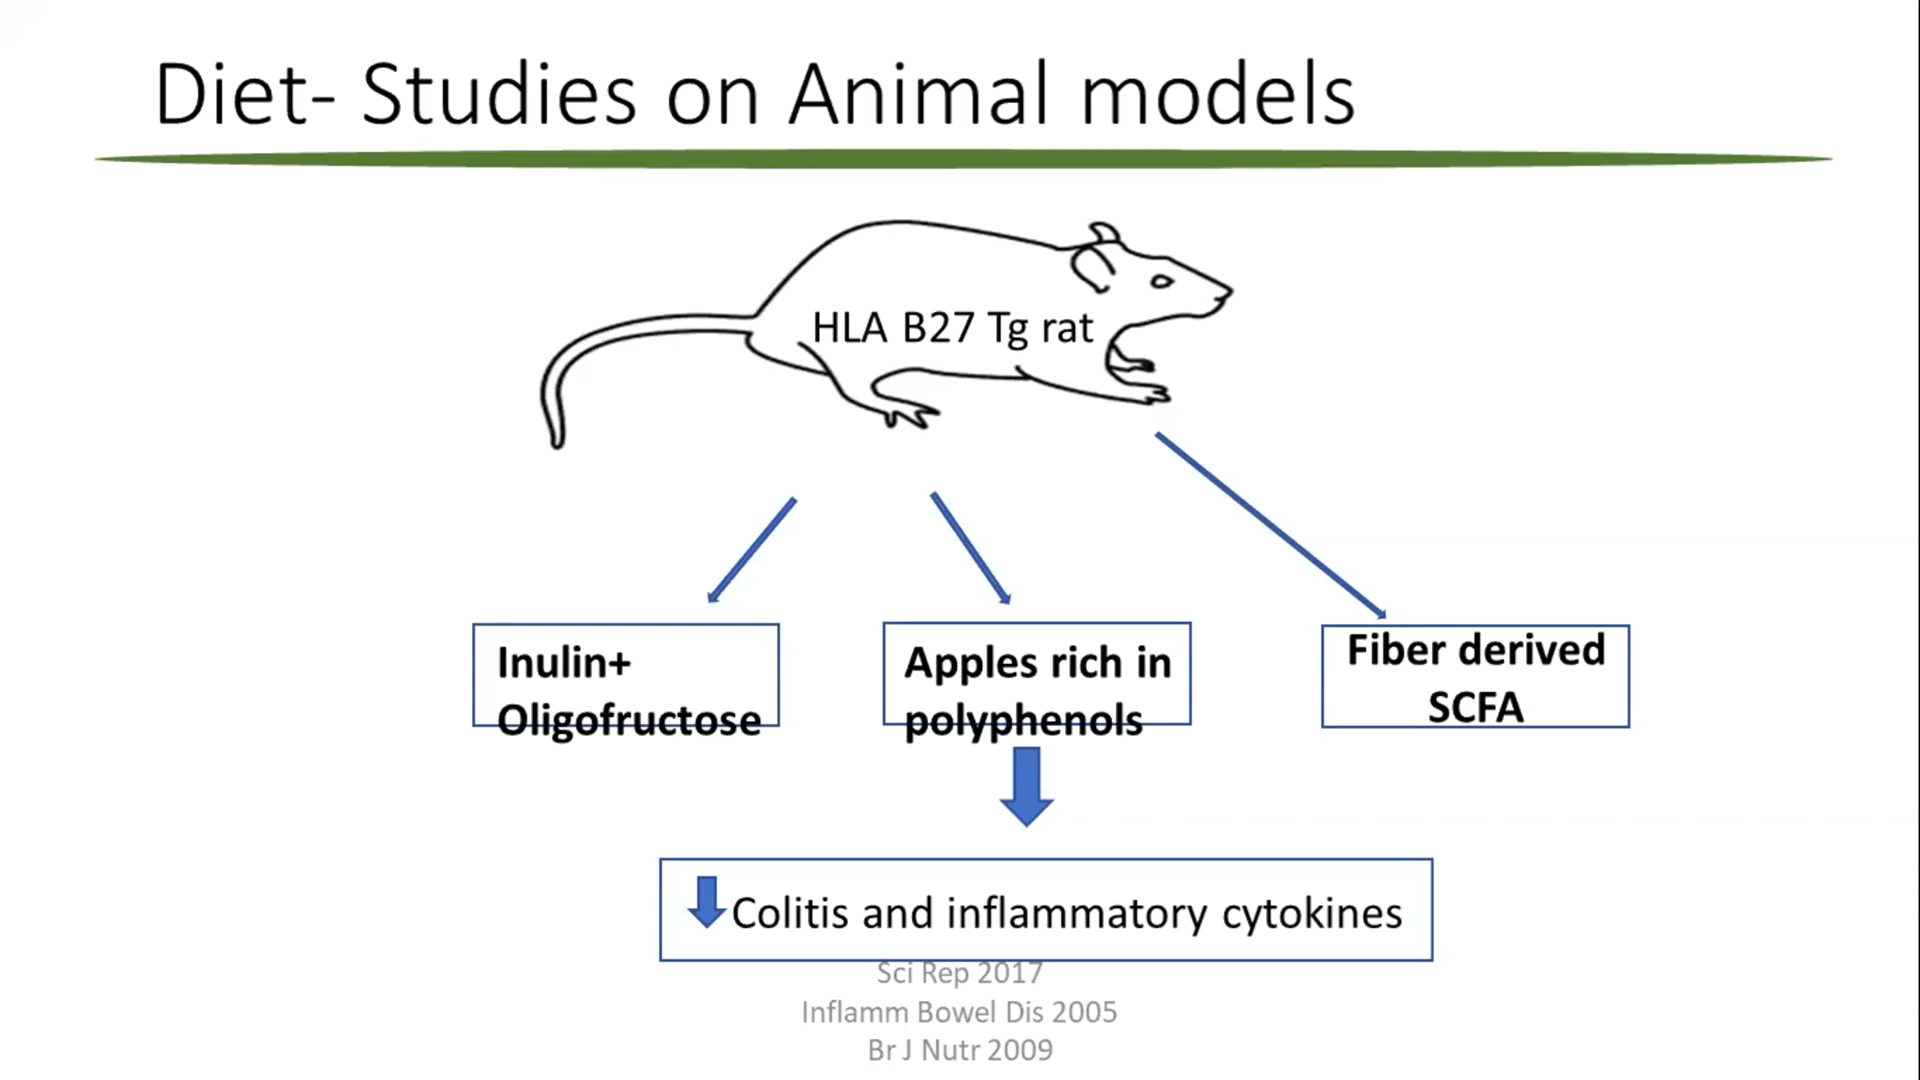 Diet- Studies on Animal models
HLA B27 Tg rat
Inulin+
Oligofructose
Apples rich in
polyphenols
Fiber derived
SCFA
Colitis and inflammatory cytokines
Sci Rep 2017
Inflamm Bowel Dis 2005
Br J Nutr 2009